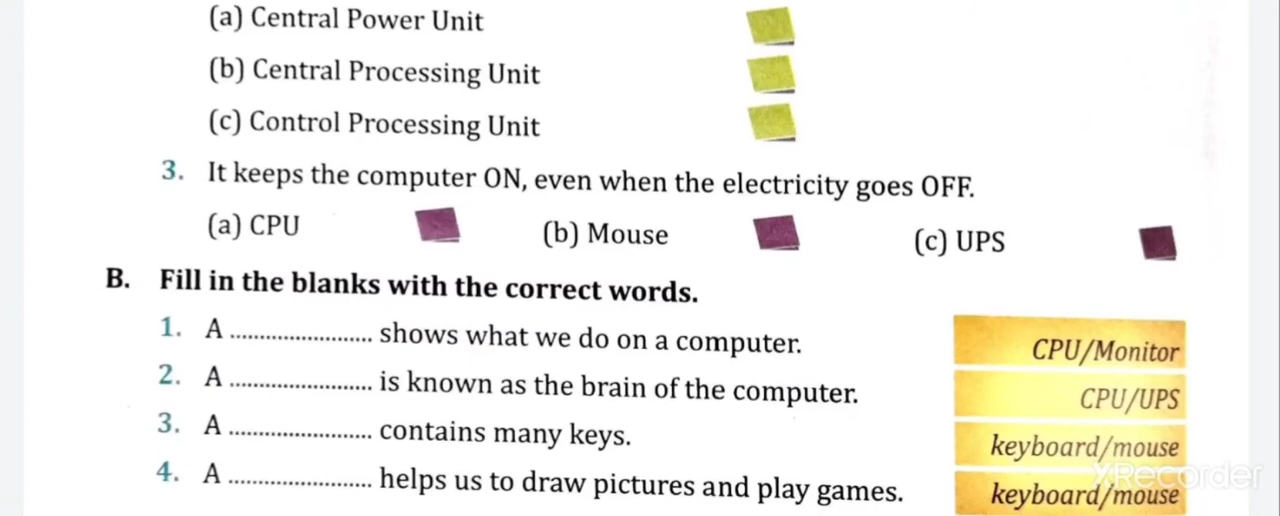 (a) Central Power Unit
(b) Central Processing Unit
(c) Control Processing Unit
3. It keeps the computer ON, even when the electricity goes OFF.
(a) CPU (b) Mouse (c) UPS
B. Fill in the blanks with the correct words.
1. A ........................ shows what we do on a computer. CPU/Monitor
2. A ........................ is known as the brain of the computer. CPU/UPS
3. A ........................ contains many keys. keyboard/mouse
4. A ........................ helps us to draw pictures and play games. keyboard/mouse
XRecorder